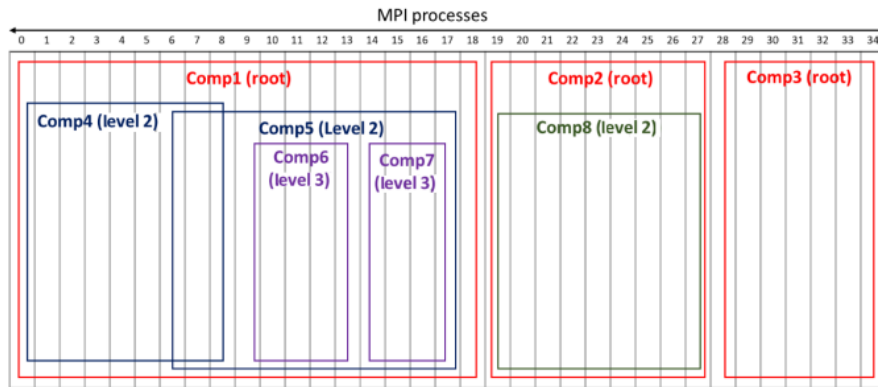 MPI processes
0 1 2 3 4 5 6 7 8 9 10 11 12 13 14 15 16 17 18 19 20 21 22 23 24 25 26 27 28 29 30 31 32 33 34
Comp1 (root) Comp2 (root) Comp3 (root)
Comp4 (level 2) Comp5 (Level 2) Comp8 (level 2)
Comp6 Comp7
(level 3) (level 3)